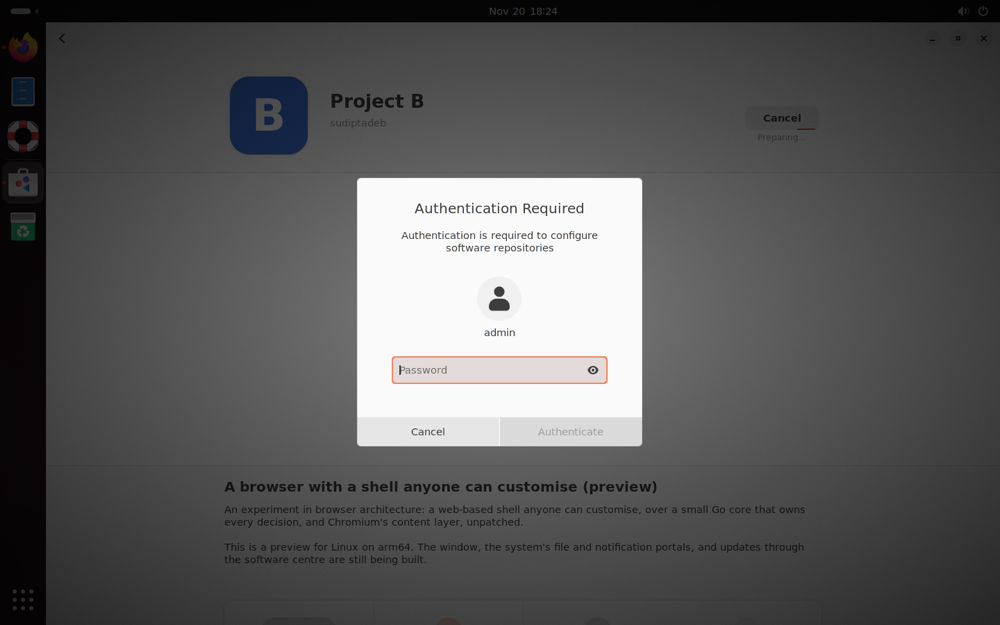 Nov 20 18:24
B
Project B
sudiptadeb
Cancel
Preparing...
Authentication Required
Authentication is required to configure
software repositories
admin
Password
Cancel
Authenticate
A browser with a shell anyone can customise (preview)
An experiment in browser architecture: a web-based shell anyone can customise, over a small Go core that owns
every decision, and Chromium's content layer, unpatched.
This is a preview for Linux on arm64. The window, the system's file and notification portals, and updates through
the software centre are still being built.